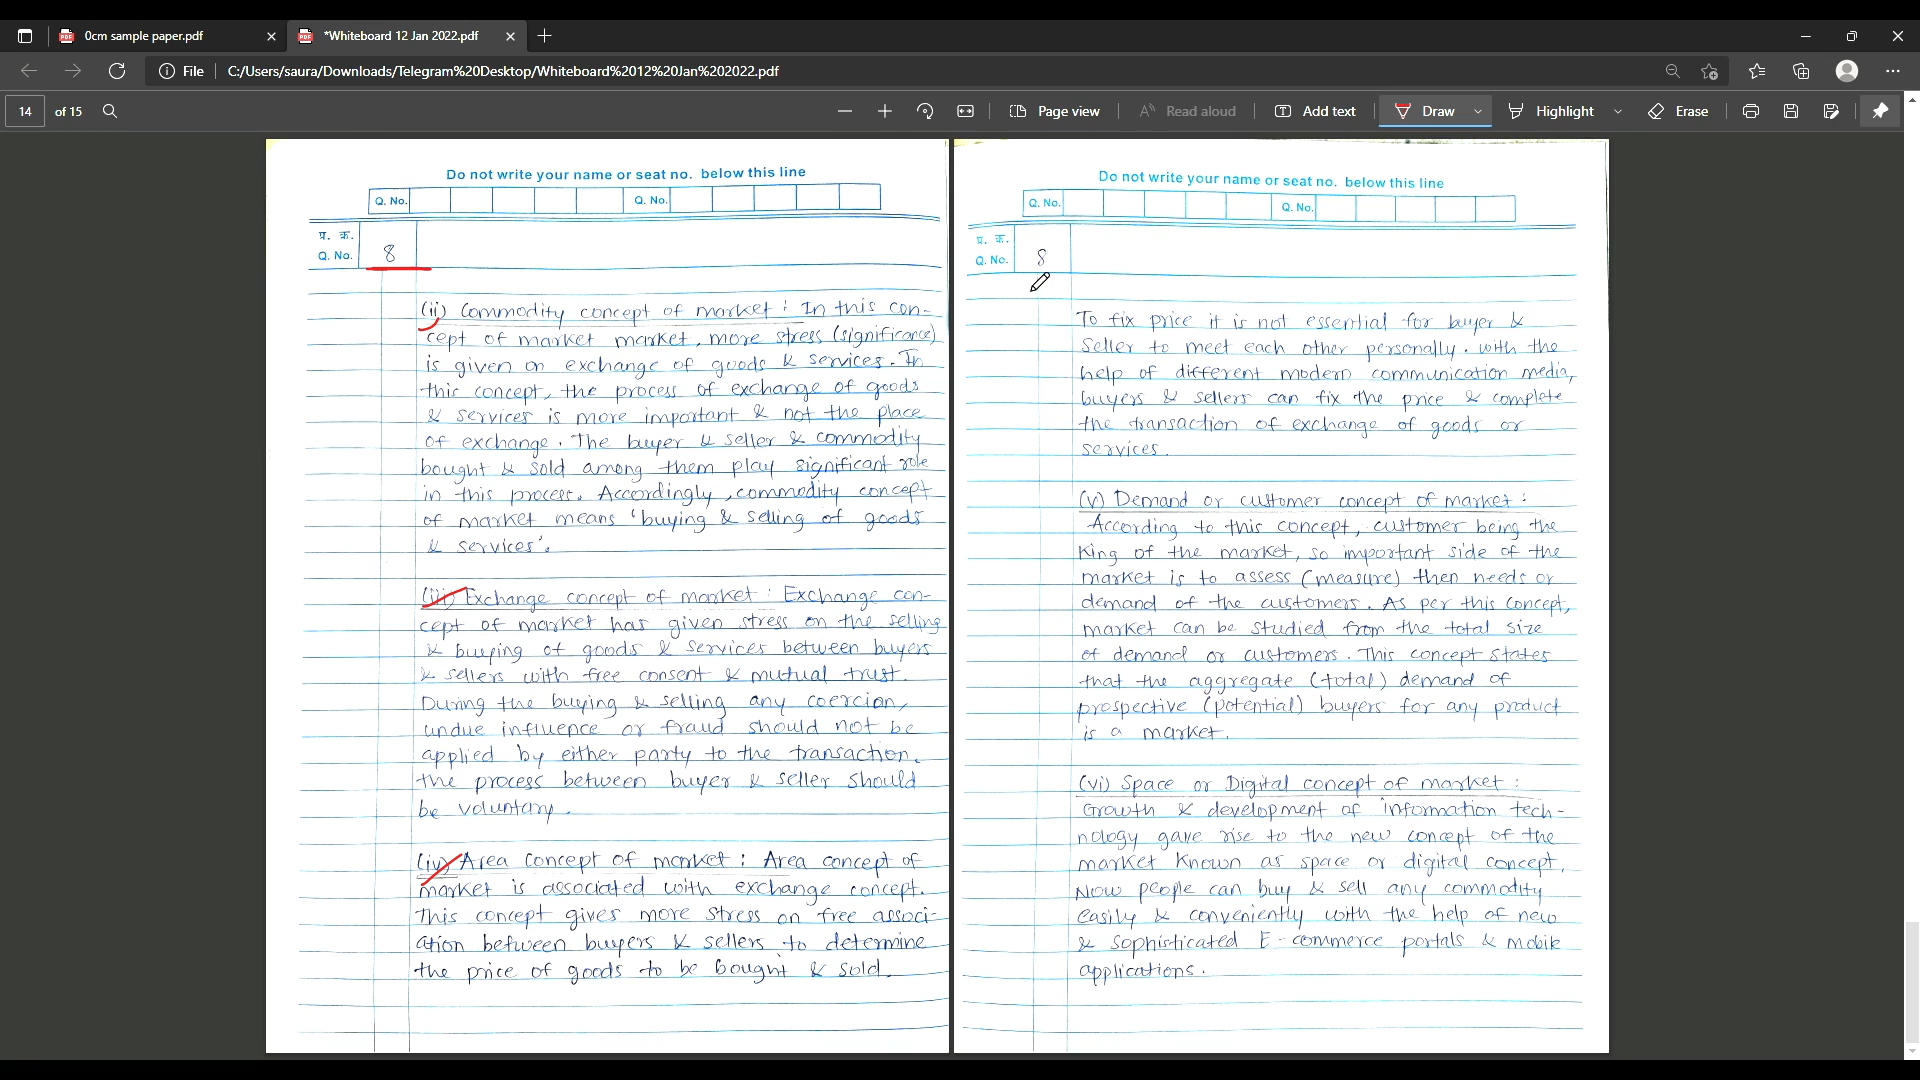 0cm sample paper.pdf
*Whiteboard 12 Jan 2022.pdf
File
C:/Users/saura/Downloads/Telegram%20Desktop/Whiteboard%2012%20Jan%202022.pdf
14 of 15
Page view
Read aloud
Add text
Draw
Highlight
Erase
Do not write your name or seat no. below this line
Q. No.
Q. No.
प्र. क्र.
Q. No.
8
(ii) Commodity concept of market : In this con-
cept of market market, more stress (significance)
is given on exchange of goods & services. In
this concept, the process of exchange of goods
& services is more important & not the place
of exchange. The buyer & seller & commodity
bought & sold among them play significant role
in this process. Accordingly, commodity concept
of market means 'buying & selling of goods
& services'.
(iii) Exchange concept of market : Exchange con-
cept of market has given stress on the selling
& buying of goods & services between buyers
& sellers with free consent & mutual trust.
During the buying & selling any coercion,
undue influence or fraud should not be
applied by either party to the transaction.
The process between buyer & seller should
be voluntary.
(iv) Area Concept of market : Area concept of
market is associated with exchange concept.
This concept gives more stress on free associ-
ation between buyers & sellers to determine
the price of goods to be bought & sold.
Do not write your name or seat no. below this line
Q. No.
Q. No.
प्र. क्र.
Q. No.
8
To fix price it is not essential for buyer &
seller to meet each other personally. With the
help of different modern communication media,
buyers & sellers can fix the price & complete
the transaction of exchange of goods or
services.
(v) Demand or customer concept of market :
According to this concept, customer being the
King of the market, so important side of the
market is to assess (measure) then needs or
demand of the customers. As per this concept,
market can be studied from the total size
of demand or customers. This concept states
that the aggregate (total) demand of
prospective (potential) buyers for any product
is a market.
(vi) Space or Digital concept of market :
Growth & development of information tech-
nology gave rise to the new concept of the
market known as space or digital concept.
Now people can buy & sell any commodity
easily & conveniently with the help of new
& sophisticated E-commerce portals & mobile
applications.